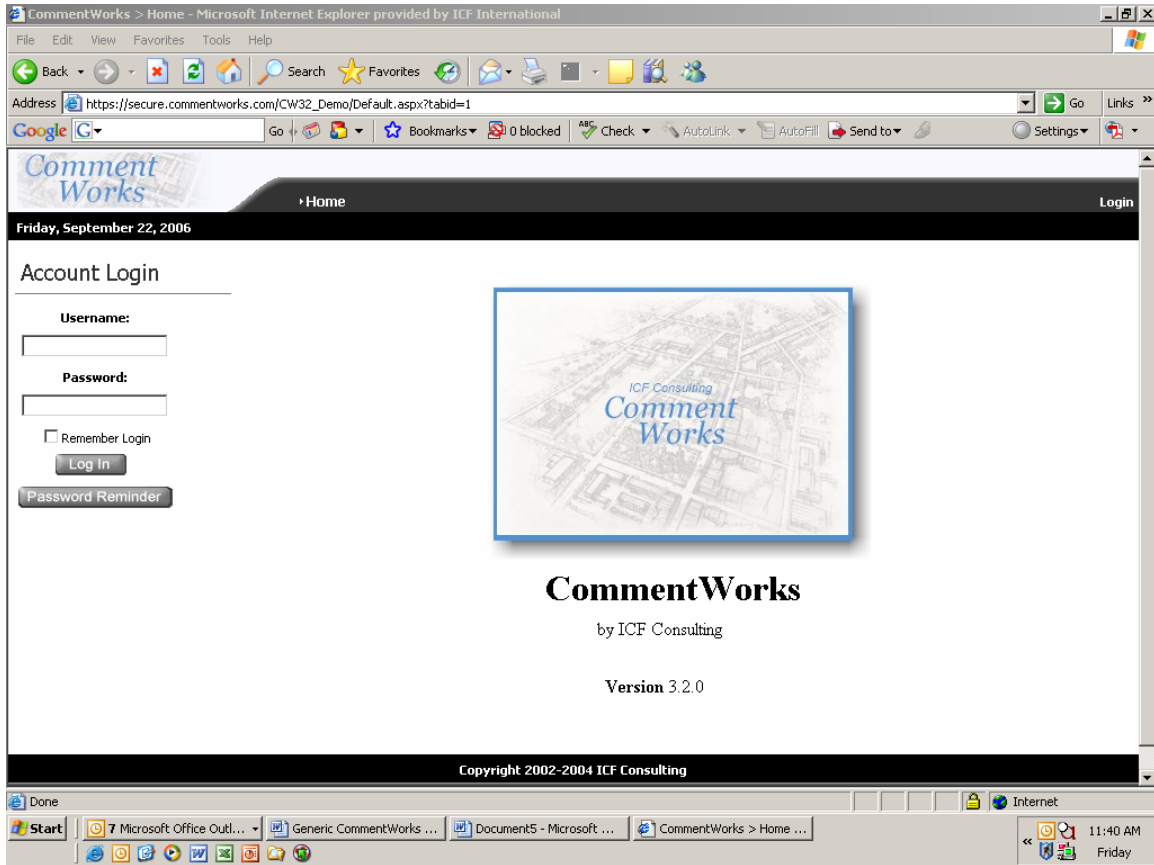 CommentWorks > Home - Microsoft Internet Explorer provided by ICF International
File Edit View Favorites Tools Help
Back Search Favorites
Address https://secure.commentworks.com/CW32_Demo/Default.aspx?tabid=1 Go Links »
Google G Go Bookmarks 0 blocked ABC Check AutoLink AutoFill Send to Settings
Comment
Works
Home Login
Friday, September 22, 2006
Account Login
Username:
Password:
Remember Login
Log In
Password Reminder
ICF Consulting
Comment
Works
CommentWorks
by ICF Consulting
Version 3.2.0
Copyright 2002-2004 ICF Consulting
Done Internet
Start 7 Microsoft Office Outl... Generic CommentWorks ... Document5 - Microsoft ... CommentWorks > Home ... « 11:40 AM
Friday